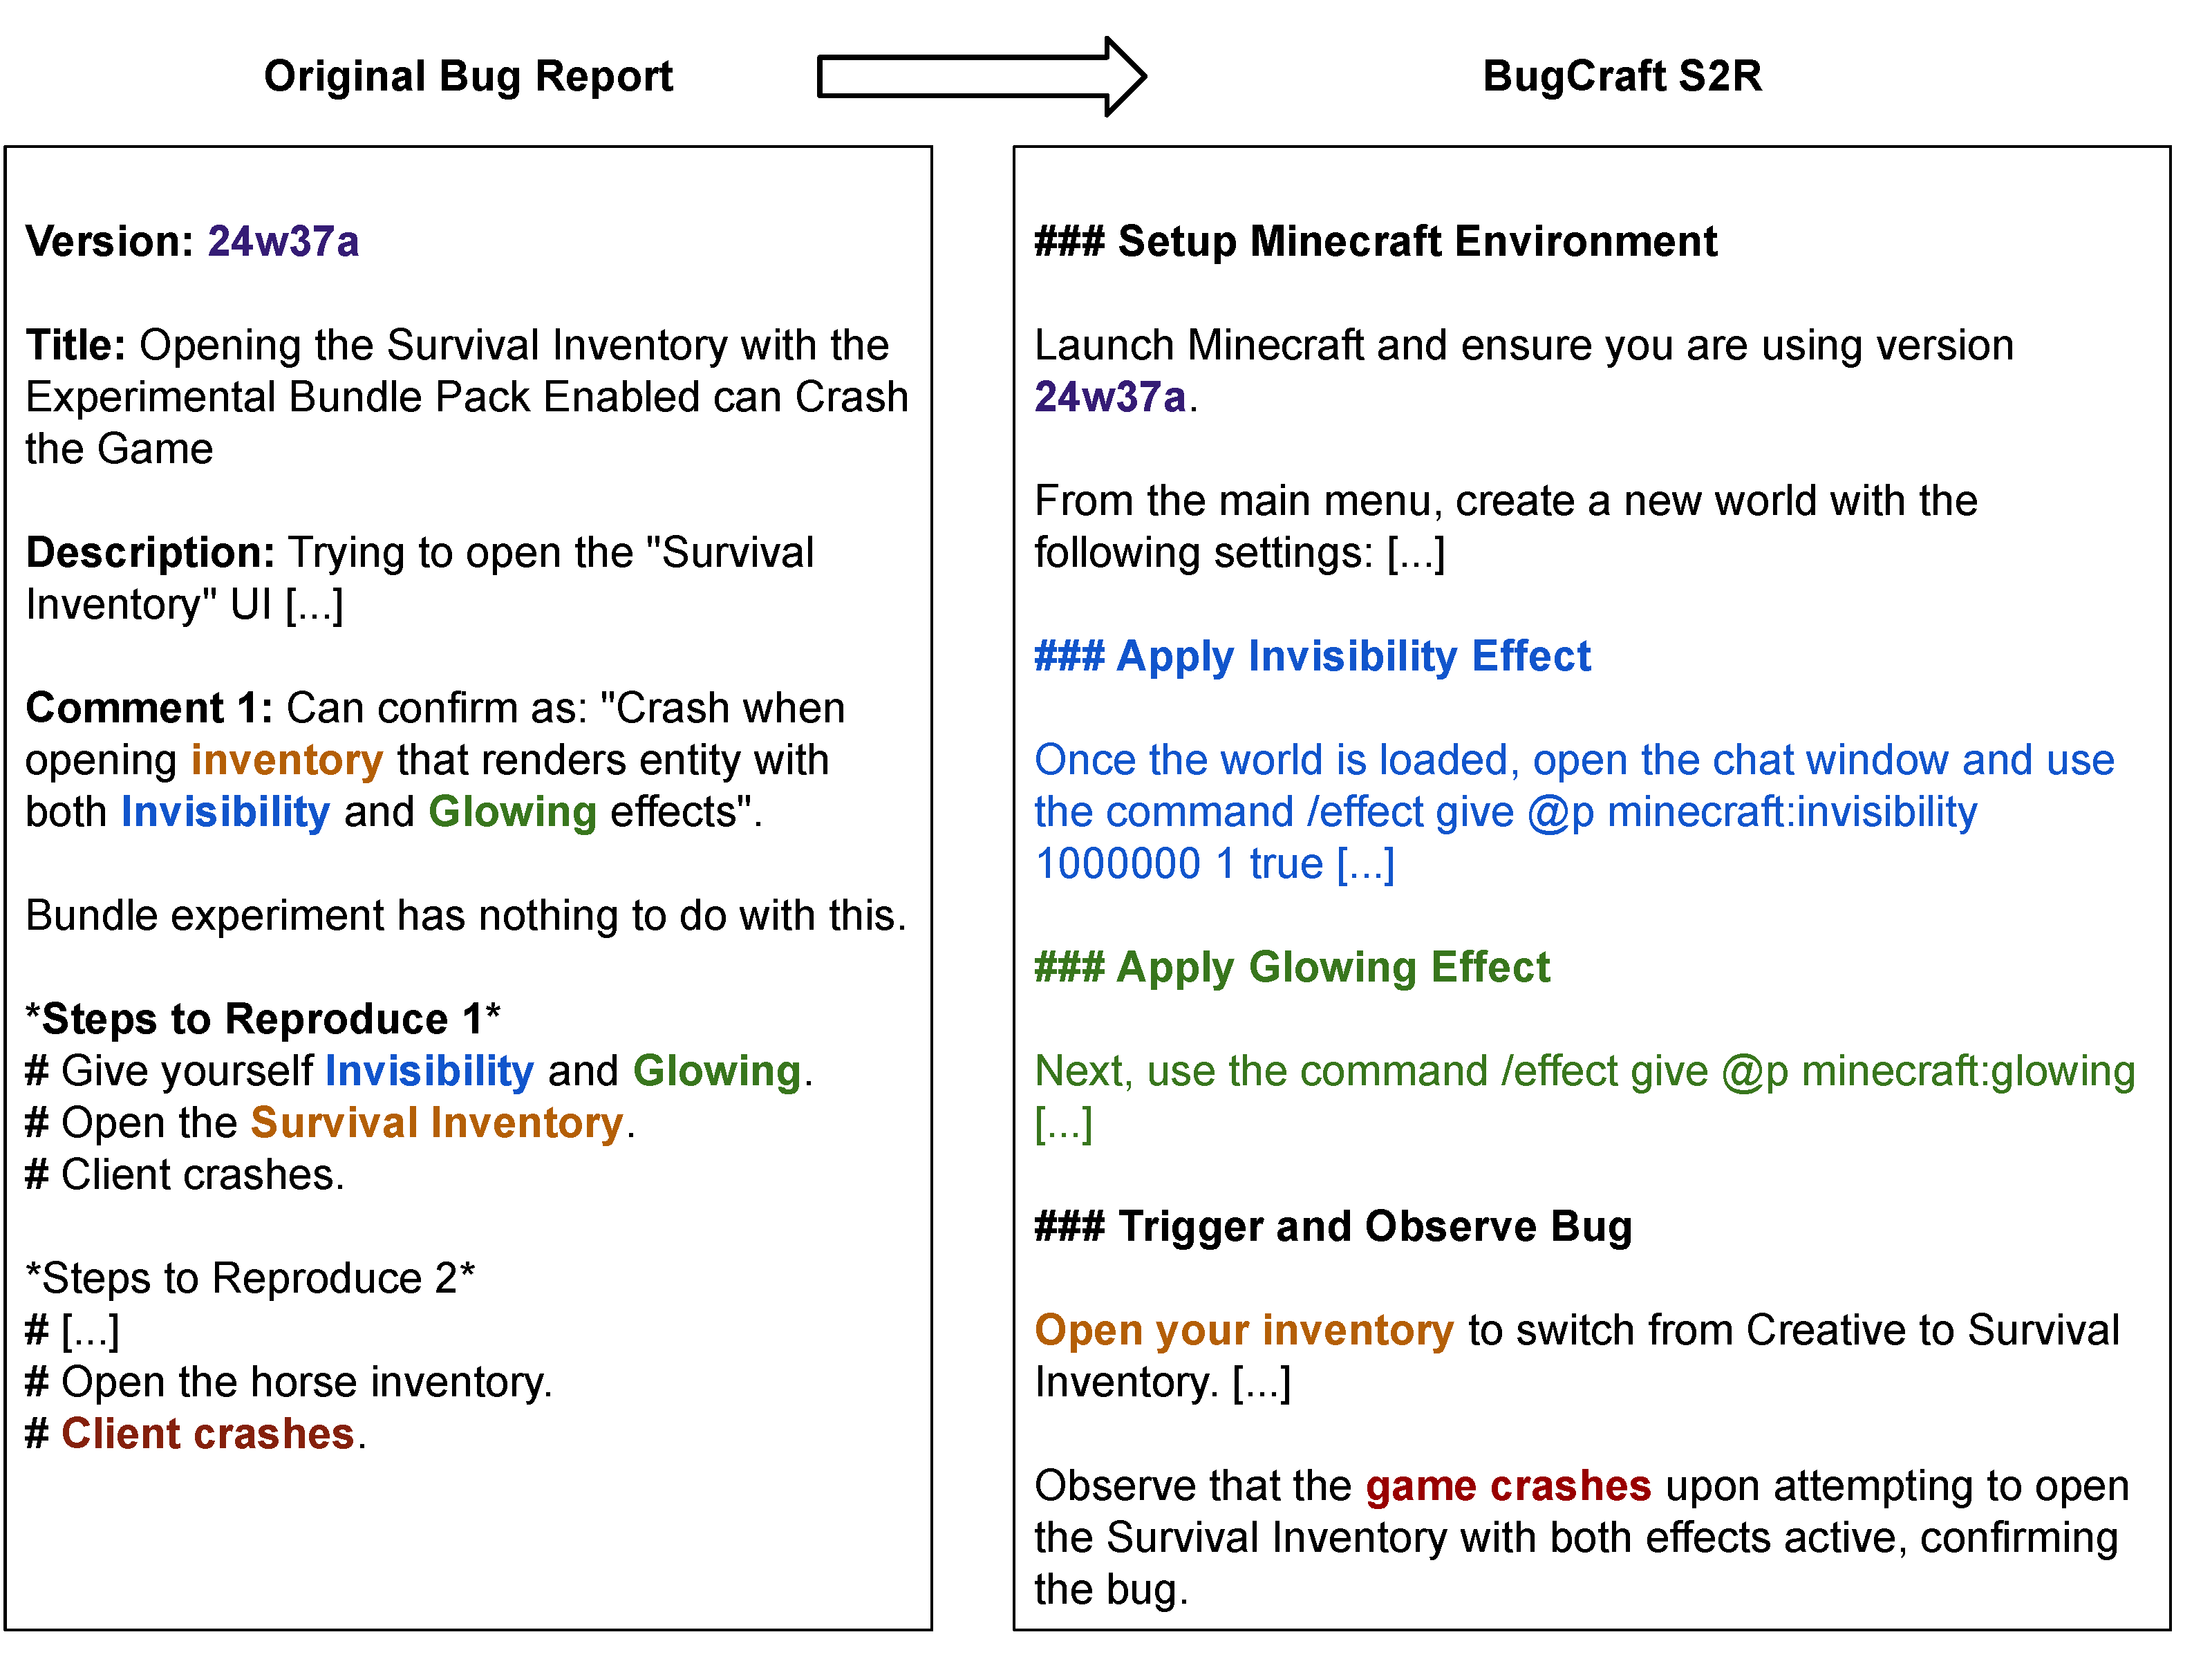 Original Bug Report
BugCraft S2R
Version: 24w37a
Title: Opening the Survival Inventory with the
Experimental Bundle Pack Enabled can Crash
the Game
Description: Trying to open the "Survival
Inventory" UI [...]
Comment 1: Can confirm as: "Crash when
opening inventory that renders entity with
both Invisibility and Glowing effects".
Bundle experiment has nothing to do with this.
*Steps to Reproduce 1*
# Give yourself Invisibility and Glowing.
# Open the Survival Inventory.
# Client crashes.
*Steps to Reproduce 2*
# [...]
# Open the horse inventory.
# Client crashes.
### Setup Minecraft Environment
Launch Minecraft and ensure you are using version
24w37a.
From the main menu, create a new world with the
following settings: [...]
### Apply Invisibility Effect
Once the world is loaded, open the chat window and use
the command /effect give @p minecraft:invisibility
1000000 1 true [...]
### Apply Glowing Effect
Next, use the command /effect give @p minecraft:glowing
[...]
### Trigger and Observe Bug
Open your inventory to switch from Creative to Survival
Inventory. [...]
Observe that the game crashes upon attempting to open
the Survival Inventory with both effects active, confirming
the bug.